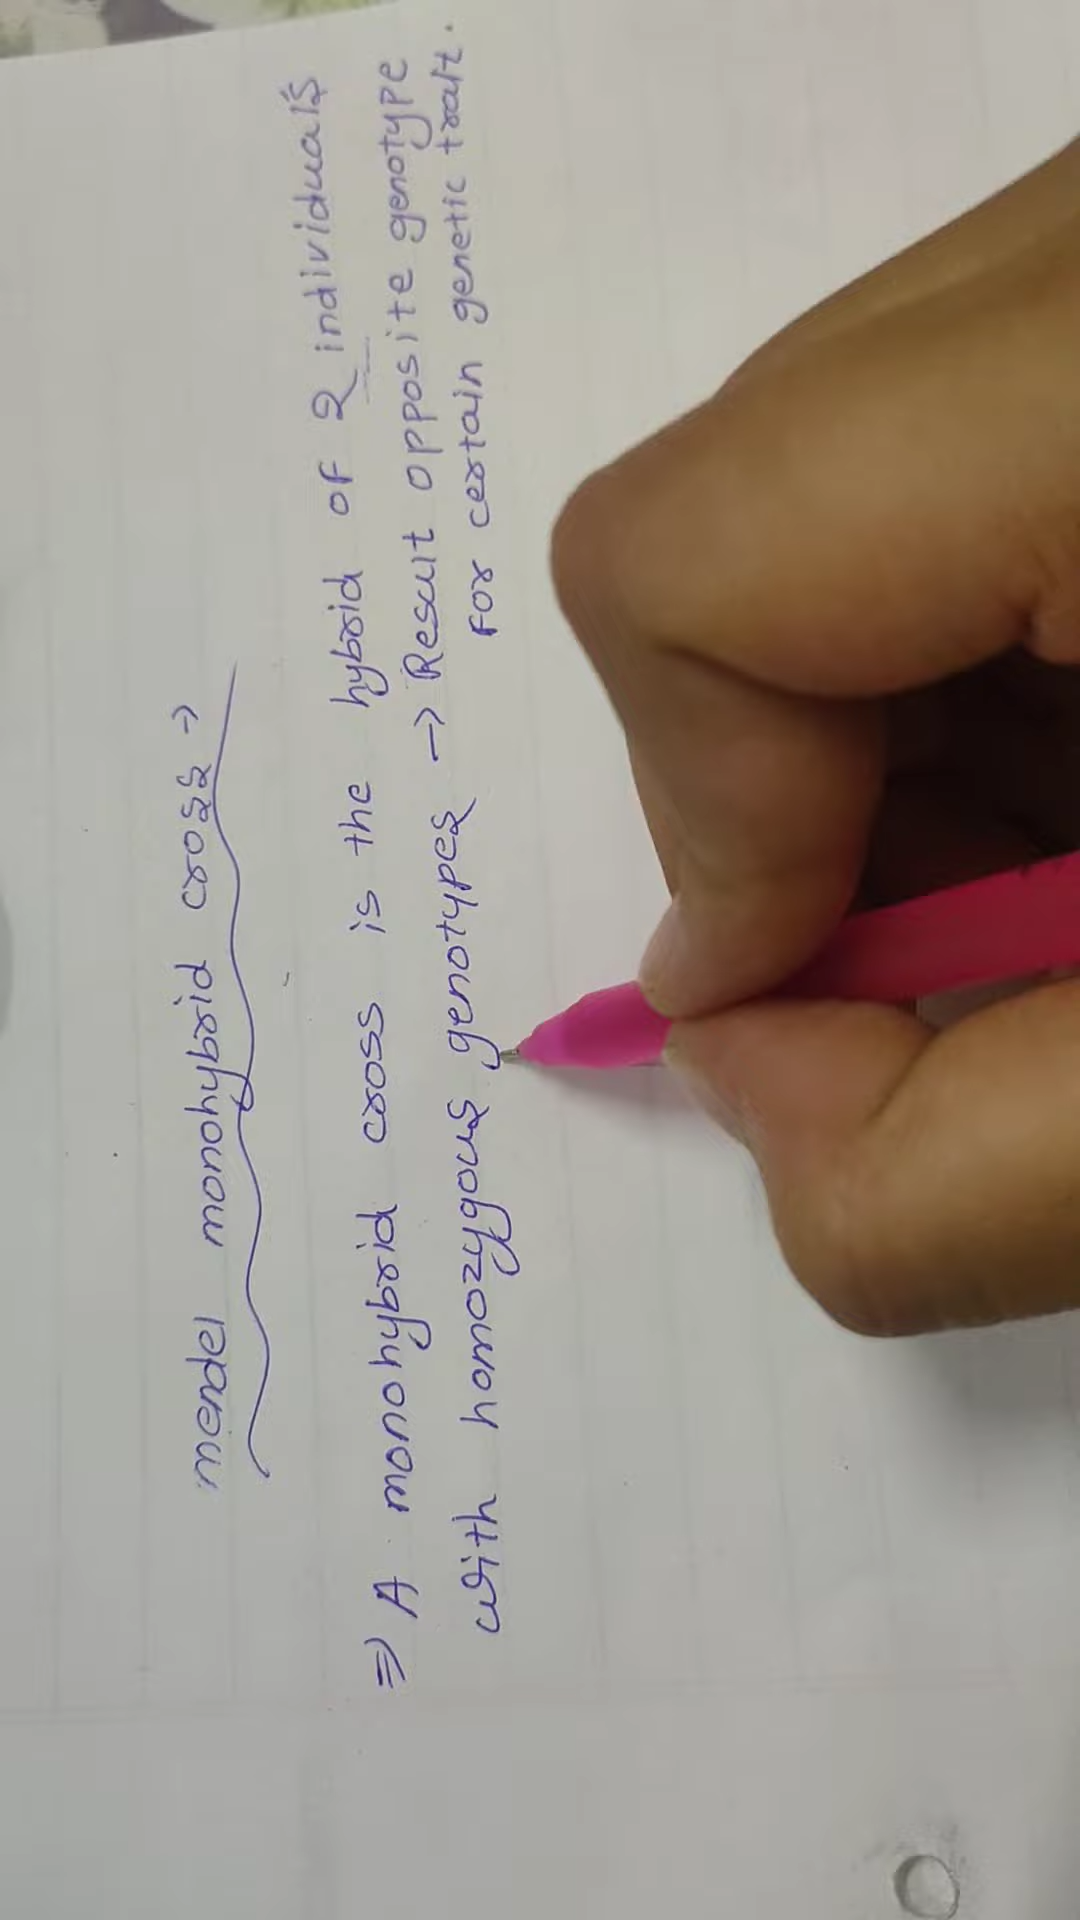 mendel monohybrid cross →
⇒ A monohybrid cross is the hybrid of 2 individuals
with homozygous genotypes → Result opposite genotype
for certain genetic trait.